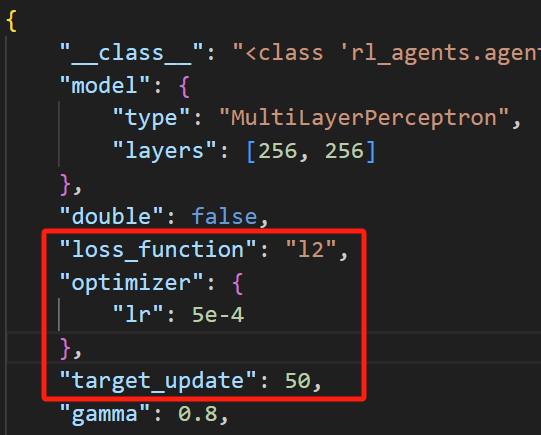 {
"__class__": "<class 'rl_agents.agent
"model": {
"type": "MultiLayerPerceptron",
"layers": [256, 256]
},
"double": false,
"loss_function": "l2",
"optimizer": {
"lr": 5e-4
},
"target_update": 50,
"gamma": 0.8,